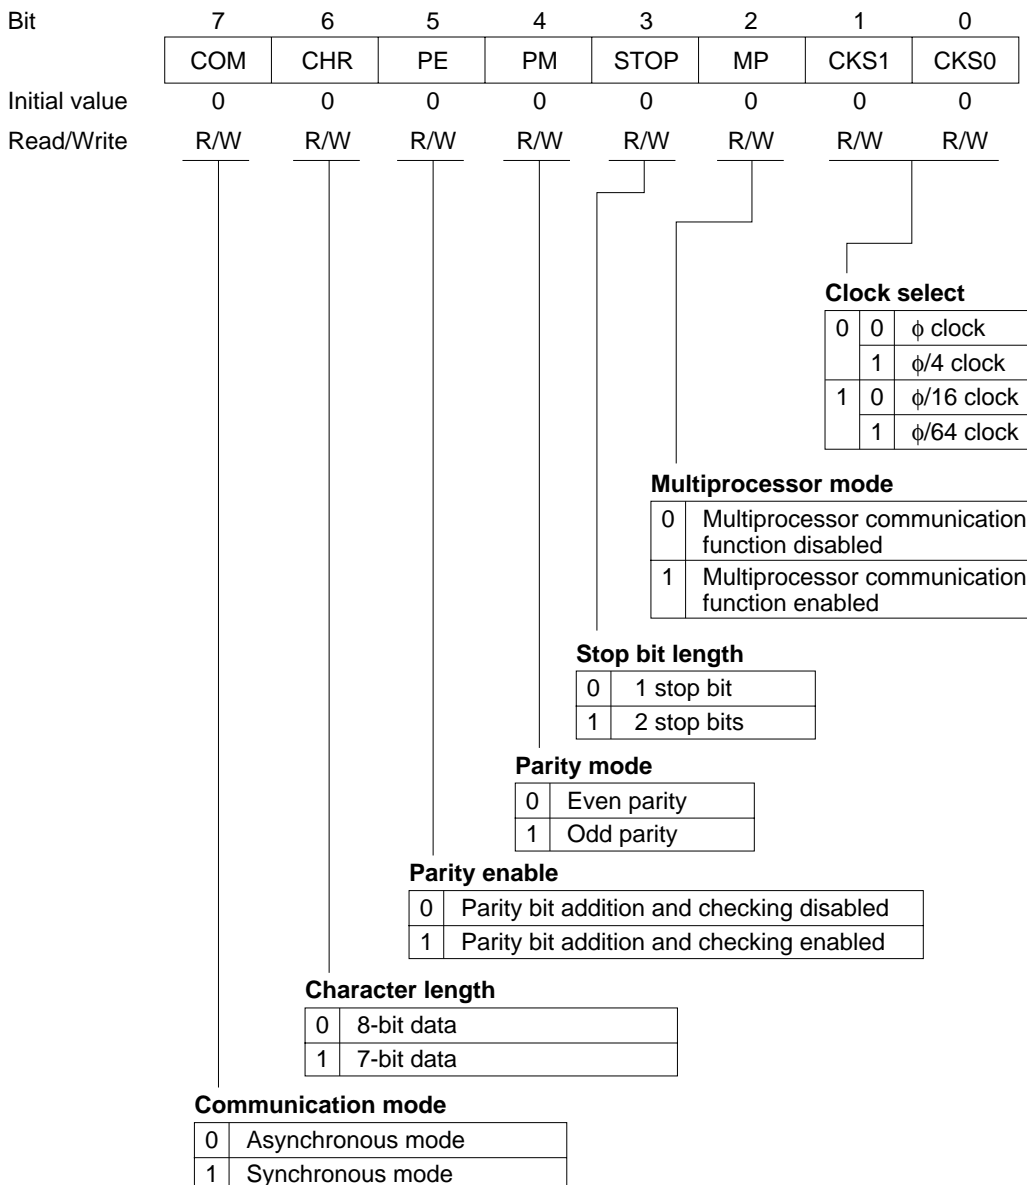 Bit 7 6 5 4 3 2 1 0
COM CHR PE PM STOP MP CKS1 CKS0
Initial value 0 0 0 0 0 0 0 0
Read/Write R/W R/W R/W R/W R/W R/W R/W R/W
Clock select
0 0 φ clock
1 φ/4 clock
1 0 φ/16 clock
1 φ/64 clock
Multiprocessor mode
0 Multiprocessor communication
function disabled
1 Multiprocessor communication
function enabled
Stop bit length
0 1 stop bit
1 2 stop bits
Parity mode
0 Even parity
1 Odd parity
Parity enable
0 Parity bit addition and checking disabled
1 Parity bit addition and checking enabled
Character length
0 8-bit data
1 7-bit data
Communication mode
0 Asynchronous mode
1 Synchronous mode